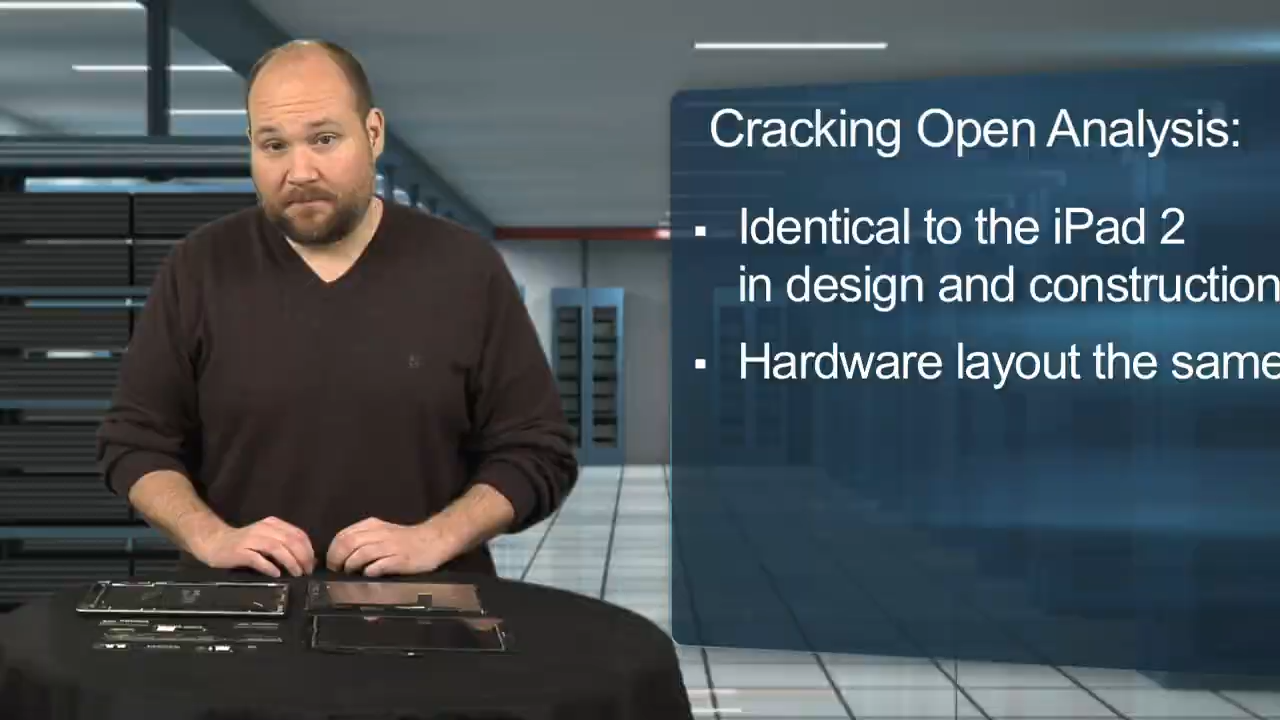 Cracking Open Analysis:
▪ Identical to the iPad 2
in design and construction
▪ Hardware layout the same